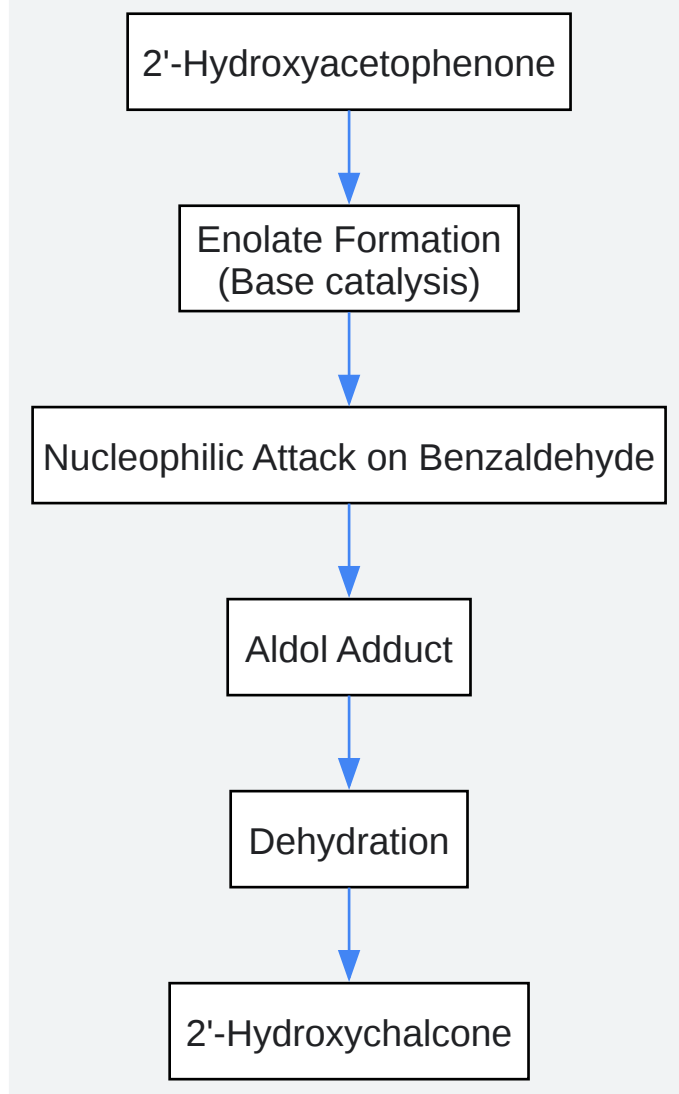 2'-Hydroxyacetophenone
Enolate Formation
(Base catalysis)
Nucleophilic Attack on Benzaldehyde
Aldol Adduct
Dehydration
2'-Hydroxychalcone